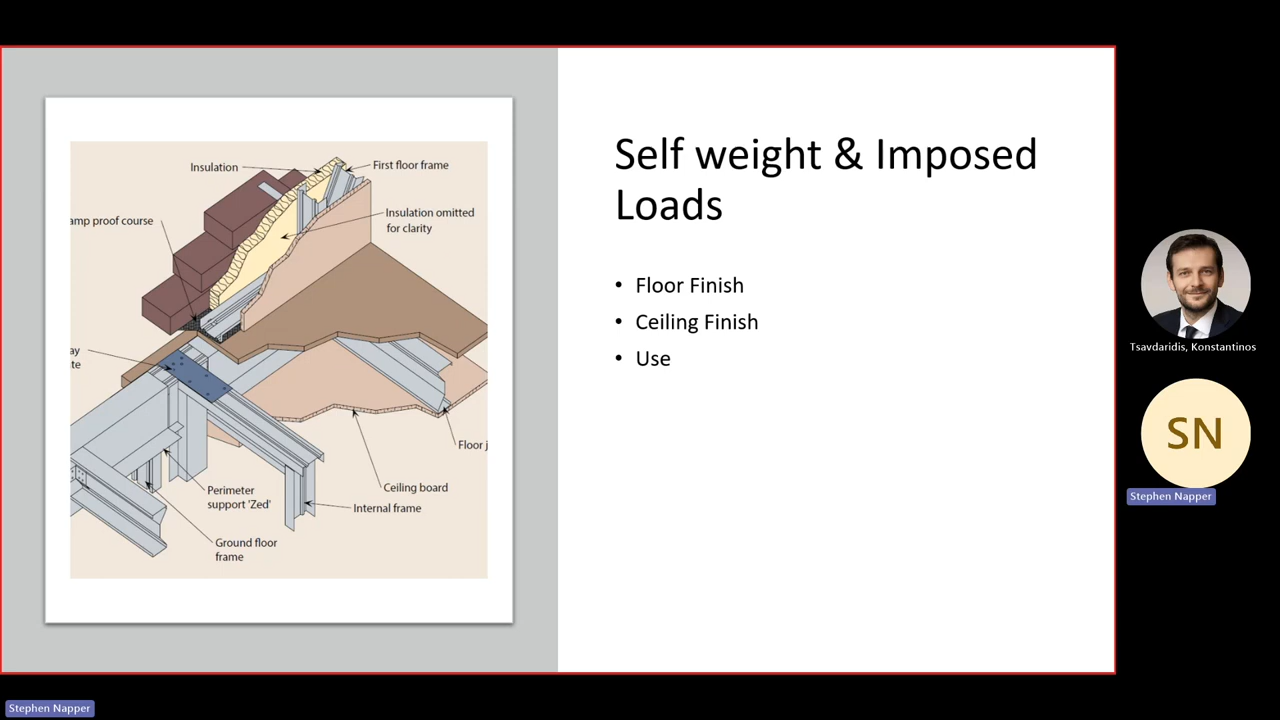 Self weight & Imposed
Loads
• Floor Finish
• Ceiling Finish
• Use
Insulation
First floor frame
amp proof course
Insulation omitted
for clarity
ay
te
Floor j
Ceiling board
Perimeter
support 'Zed'
Internal frame
Ground floor
frame
Tsavdaridis, Konstantinos
SN
Stephen Napper
Stephen Napper